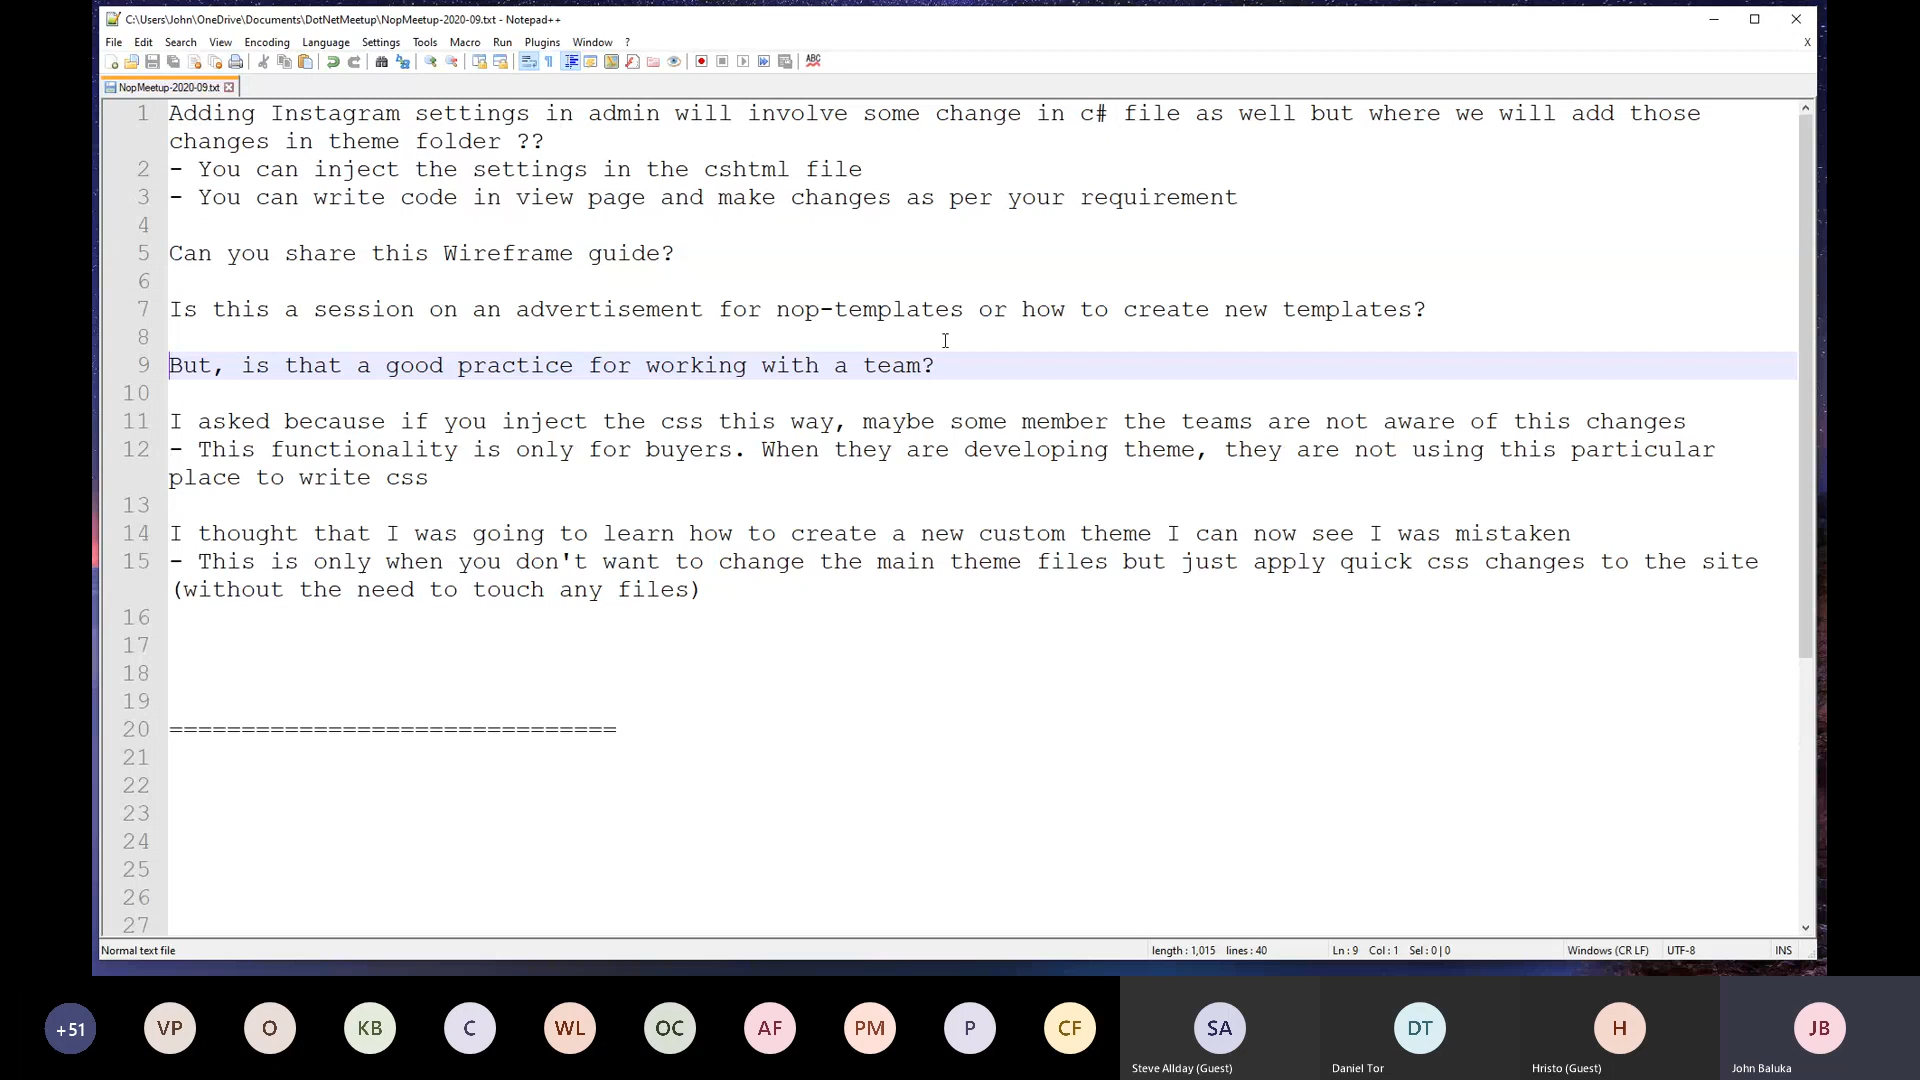 C:\Users\John\OneDrive\Documents\DotNetMeetup\NopMeetup-2020-09.txt - Notepad++
File Edit Search View Encoding Language Settings Tools Macro Run Plugins Window ? X
ABC
NopMeetup-2020-09.txt
1 Adding Instagram settings in admin will involve some change in c# file as well but where we will add those
changes in theme folder ??
2 - You can inject the settings in the cshtml file
3 - You can write code in view page and make changes as per your requirement
4
5 Can you share this Wireframe guide?
6
7 Is this a session on an advertisement for nop-templates or how to create new templates?
8
9 But, is that a good practice for working with a team?
10
11 I asked because if you inject the css this way, maybe some member the teams are not aware of this changes
12 - This functionality is only for buyers. When they are developing theme, they are not using this particular
place to write css
13
14 I thought that I was going to learn how to create a new custom theme I can now see I was mistaken
15 - This is only when you don't want to change the main theme files but just apply quick css changes to the site
(without the need to touch any files)
16
17
18
19
20 ===============================
21
22
23
24
25
26
27
Normal text file length : 1,015 lines : 40 Ln : 9 Col : 1 Sel : 0 | 0 Windows (CR LF) UTF-8 INS
+51 VP O KB C WL OC AF PM P CF SA DT H JB
Steve Allday (Guest) Daniel Tor Hristo (Guest) John Baluka